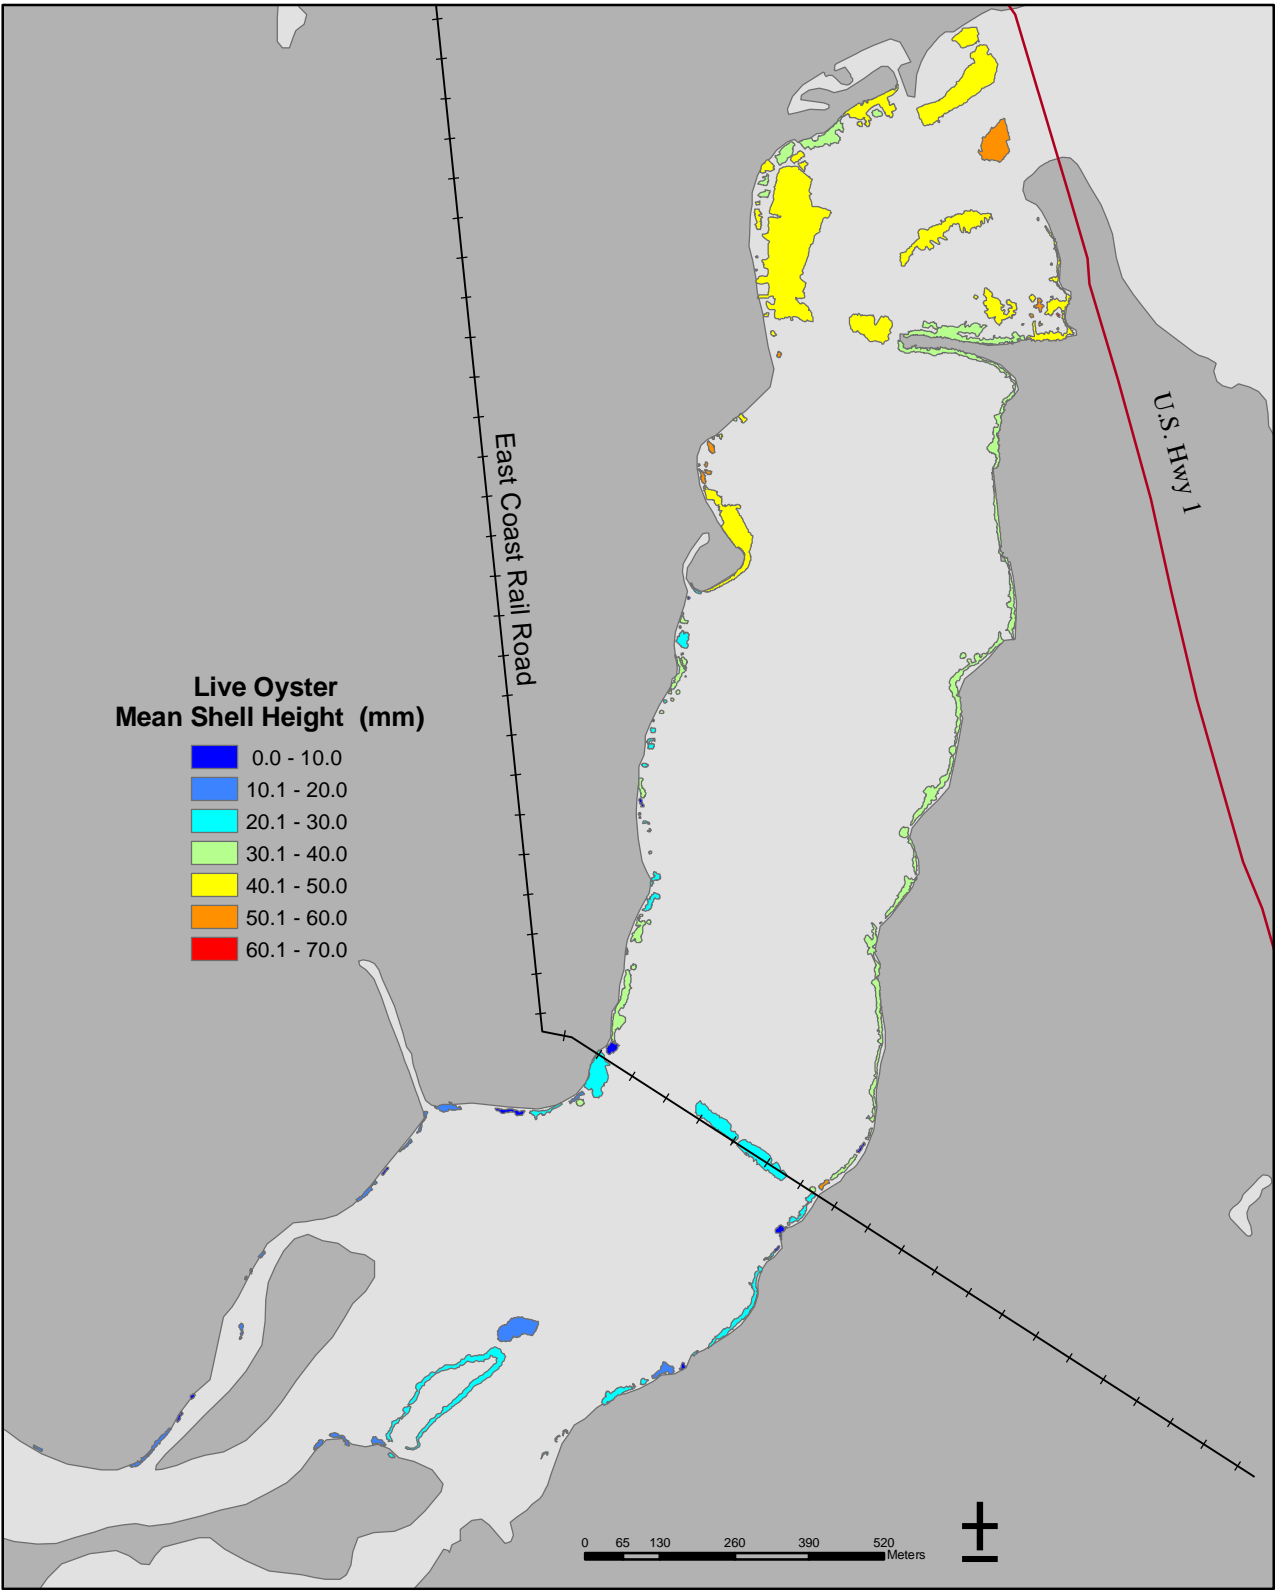 East Coast Rail Road
U.S. Hwy 1
Live Oyster
Mean Shell Height (mm)
0.0 - 10.0
10.1 - 20.0
20.1 - 30.0
30.1 - 40.0
40.1 - 50.0
50.1 - 60.0
60.1 - 70.0
0 65 130 260 390 520
Meters